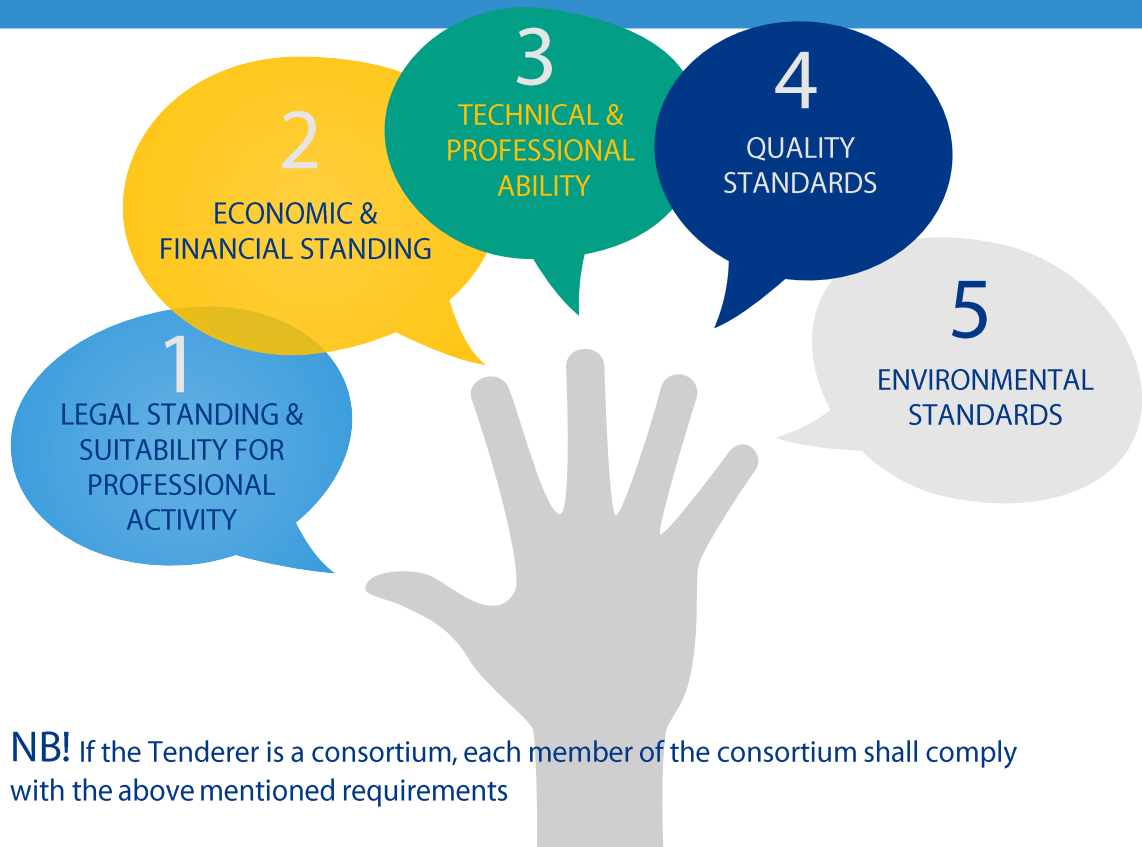 1
LEGAL STANDING &
SUITABILITY FOR
PROFESSIONAL
ACTIVITY
2
ECONOMIC &
FINANCIAL STANDING
3
TECHNICAL &
PROFESSIONAL
ABILITY
4
QUALITY
STANDARDS
5
ENVIRONMENTAL
STANDARDS
NB! If the Tenderer is a consortium, each member of the consortium shall comply
with the above mentioned requirements